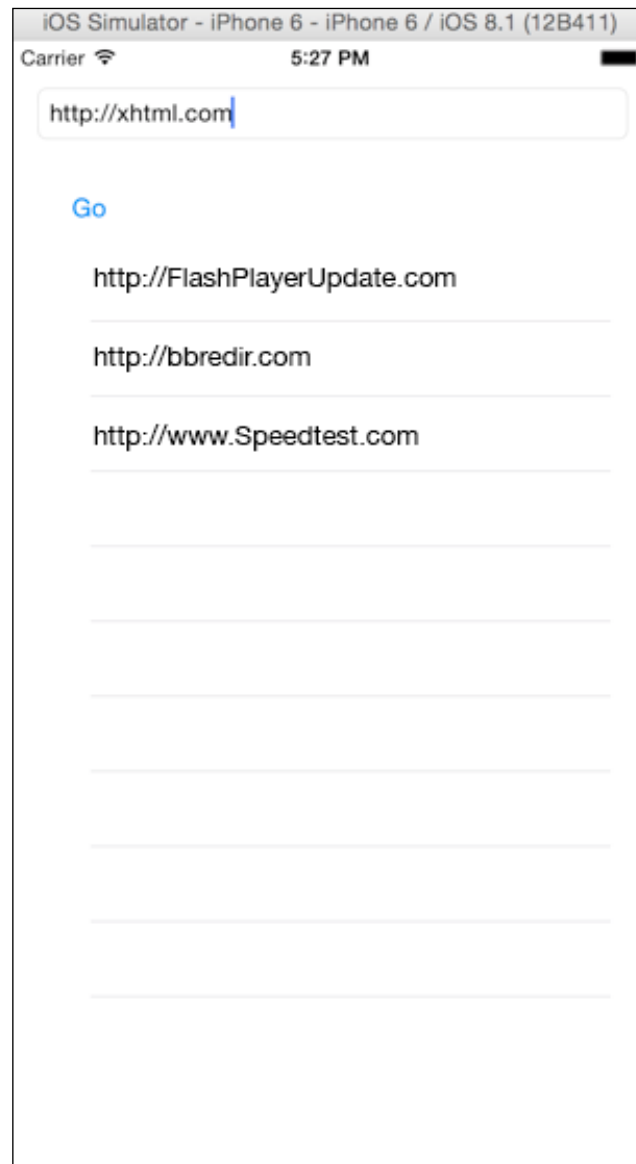 iOS Simulator - iPhone 6 - iPhone 6 / iOS 8.1 (12B411)
Carrier 5:27 PM
http://xhtml.com
Go
http://FlashPlayerUpdate.com
http://bbredir.com
http://www.Speedtest.com